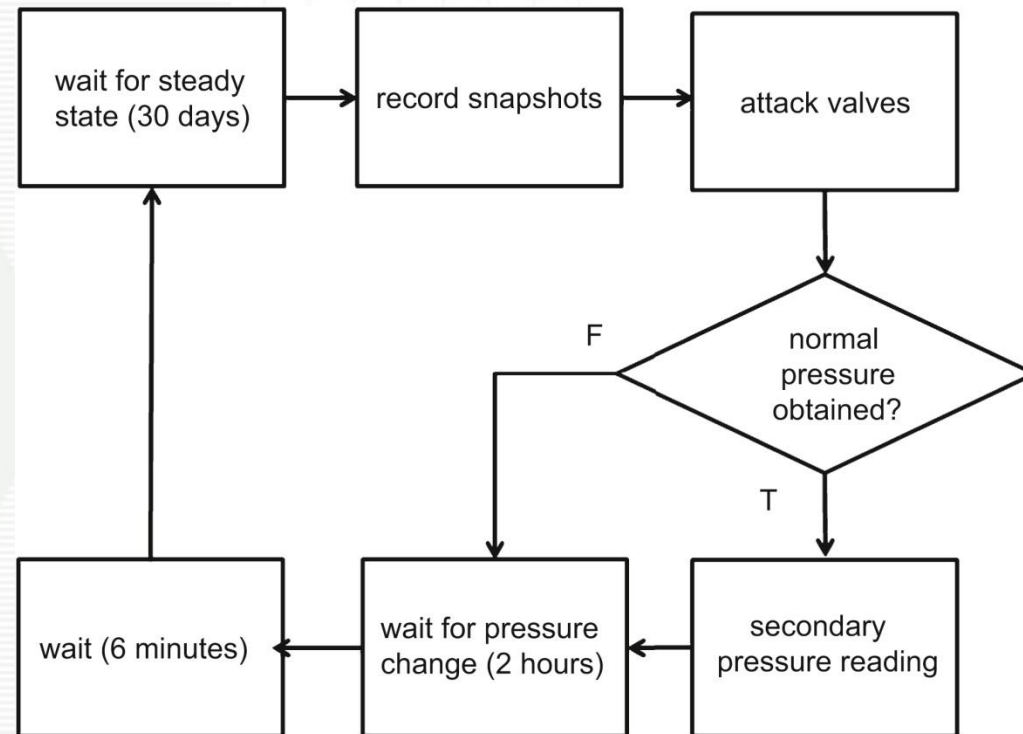 wait for steady
state (30 days)
record snapshots
attack valves
F
normal
pressure
obtained?
T
wait (6 minutes)
wait for pressure
change (2 hours)
secondary
pressure reading